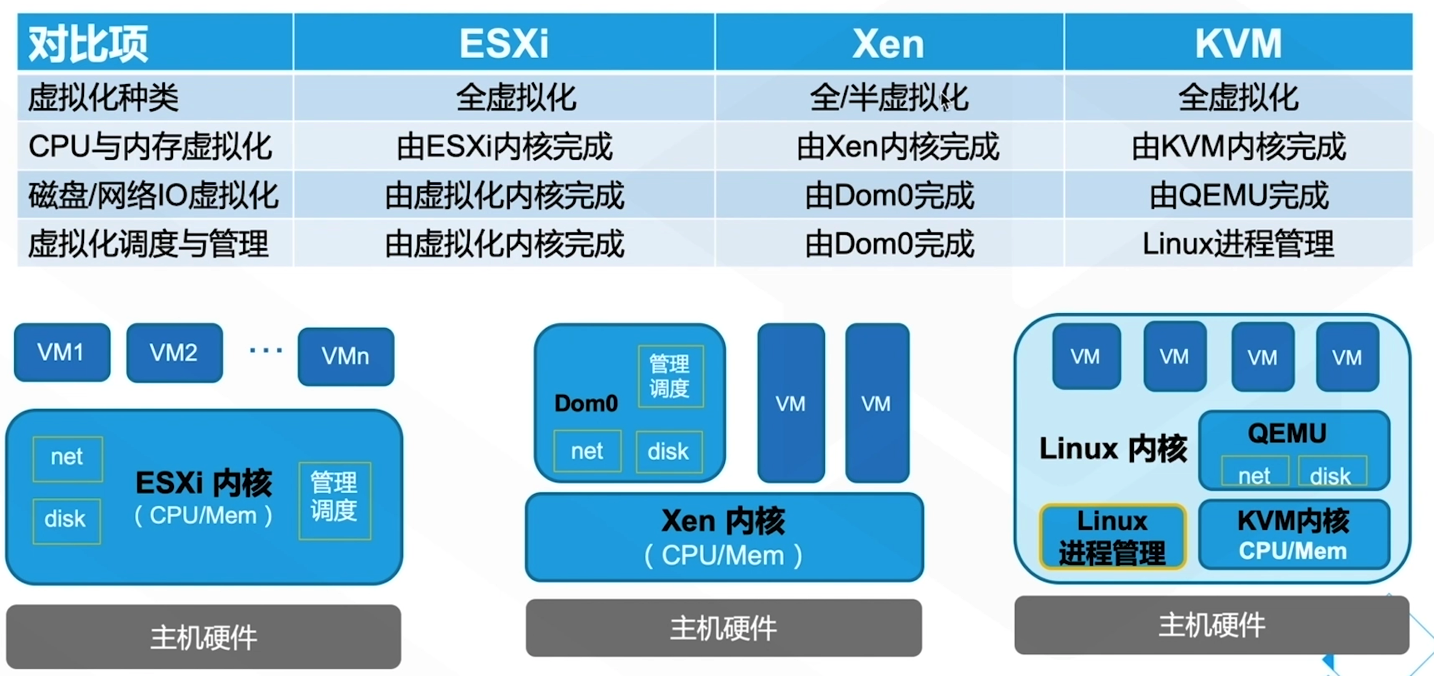 对比项 ESXi Xen KVM
虚拟化种类 全虚拟化 全/半虚拟化 全虚拟化
CPU与内存虚拟化 由ESXi内核完成 由Xen内核完成 由KVM内核完成
磁盘/网络IO虚拟化 由虚拟化内核完成 由Dom0完成 由QEMU完成
虚拟化调度与管理 由虚拟化内核完成 由Dom0完成 Linux进程管理
VM1 VM2 ··· VMn
net
disk
ESXi 内核
（CPU/Mem）
管理
调度
主机硬件
Dom0
管理
调度
net disk
VM VM
Xen 内核
（CPU/Mem）
主机硬件
VM VM VM VM
Linux 内核
QEMU
net disk
Linux
进程管理
KVM内核
CPU/Mem
主机硬件